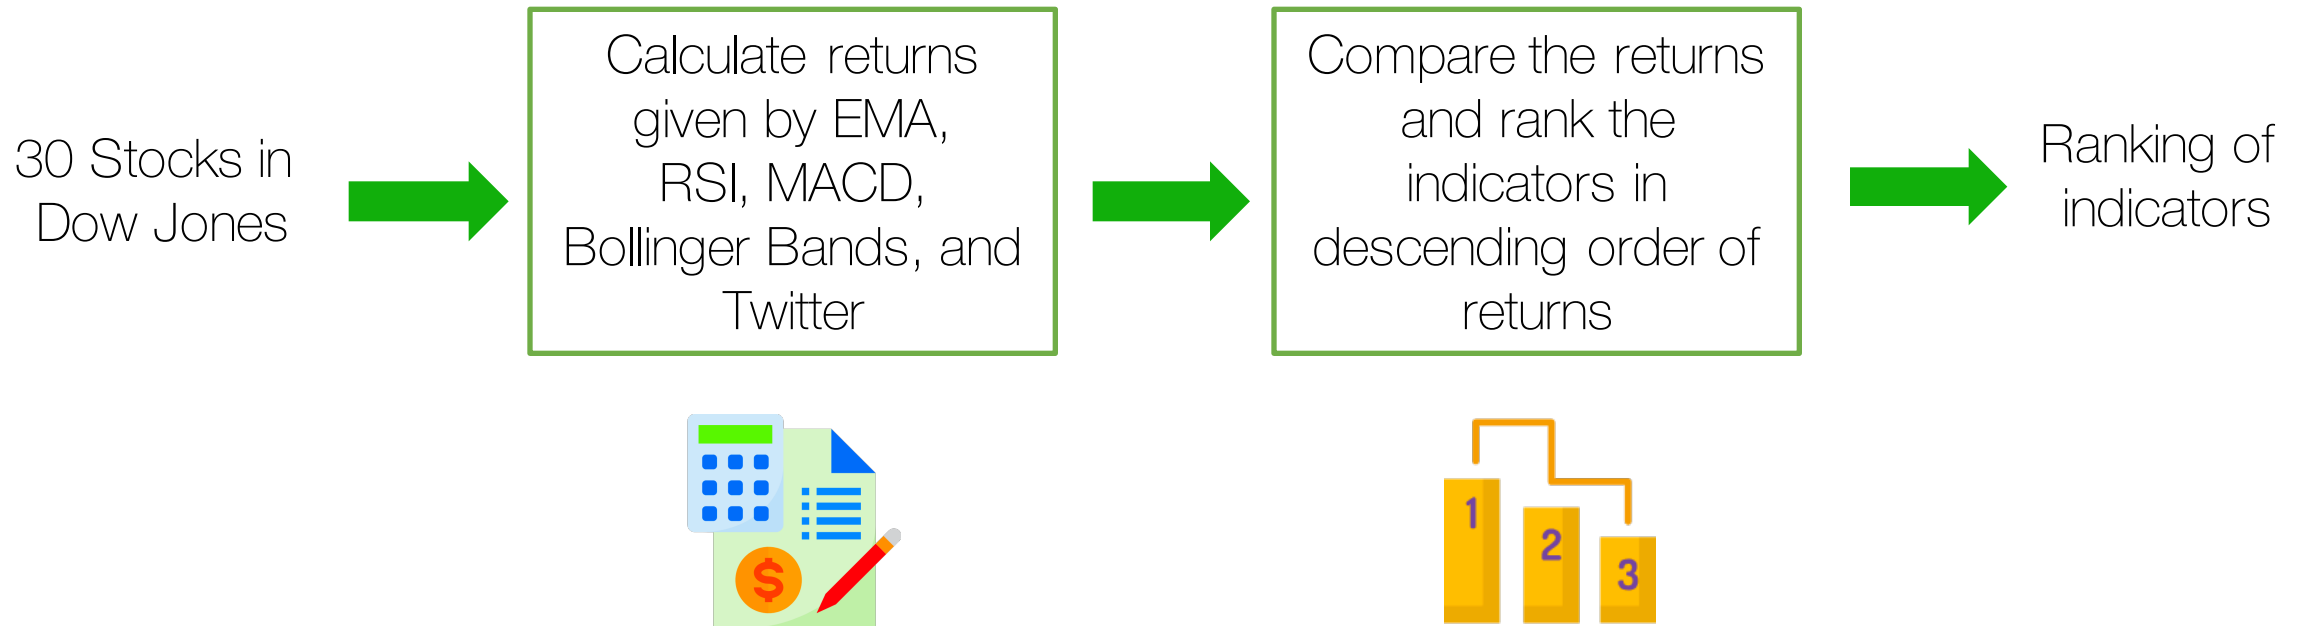 30 Stocks in
Dow Jones
Calculate returns
given by EMA,
RSI, MACD,
Bollinger Bands, and
Twitter
Compare the returns
and rank the
indicators in
descending order of
returns
Ranking of
indicators
$
1
2
3